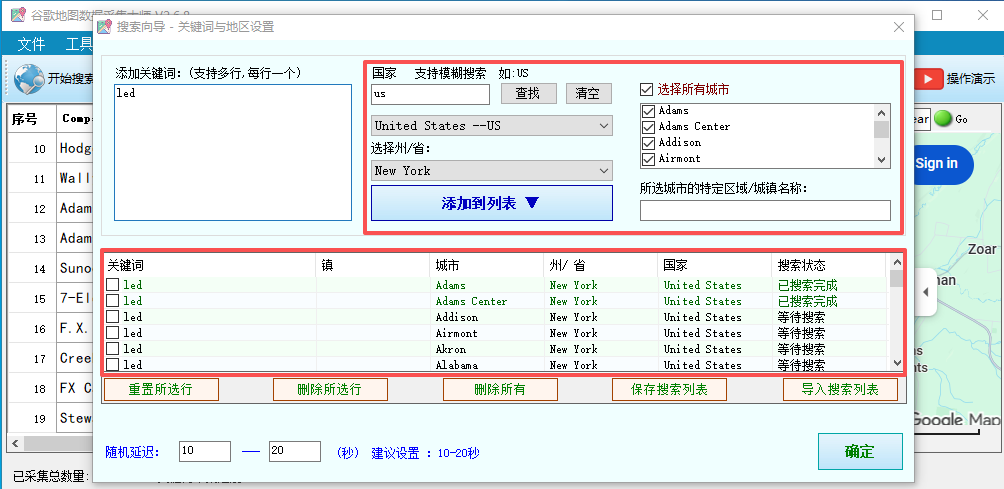 谷歌地图数据采集大师 V3.6.8
搜索向导 - 关键词与地区设置
文件 工具
开始搜索
操作演示
添加关键词: (支持多行,每行一个)
led
国家 支持模糊搜索 如:US
us
查找 清空
United States --US
选择州/省:
New York
添加到列表 ▼
选择所有城市
Adams
Adams Center
Addison
Airmont
所选城市的特定区域/城镇名称:
ear Go
Sign in
Zoar
序号 Comp
10 Hodg
11 Wall
12 Adam
13 Adam
14 Suno
15 7-El
16 F.X.
17 Cree
18 FX C
19 Stew
关键词 镇 城市 州/ 省 国家 搜索状态
led Adams New York United States 已搜索完成
led Adams Center New York United States 已搜索完成
led Addison New York United States 等待搜索
led Airmont New York United States 等待搜索
led Akron New York United States 等待搜索
led Alabama New York United States 等待搜索
重置所选行 删除所选行 删除所有 保存搜索列表 导入搜索列表
Google Map
随机延迟: 10 — 20 (秒) 建议设置 : 10-20秒
确定
已采集总数量: